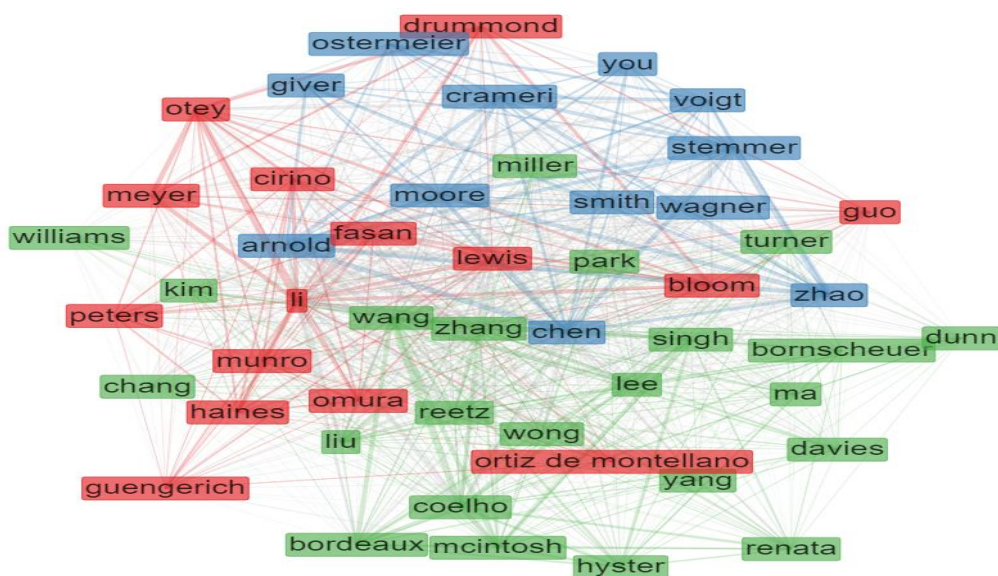 drummond
ostermeier
you
giver
crameri
voigt
otey
stemmer
miller
cirino
meyer
moore
smith
wagner
guo
fasan
williams
arnold
turner
lewis
park
bloom
kim
li
zhao
peters
wang
zhang
chen
singh
dunn
bornscheuer
munro
chang
lee
ma
omura
haines
reetz
liu
wong
davies
ortiz de montellano
yang
guengerich
coelho
bordeaux
mcintosh
renata
hyster